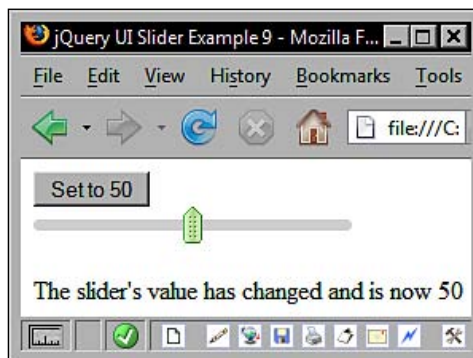 jQuery UI Slider Example 9 - Mozilla F...
File Edit View History Bookmarks Tools
file:///C:
Set to 50
The slider's value has changed and is now 50